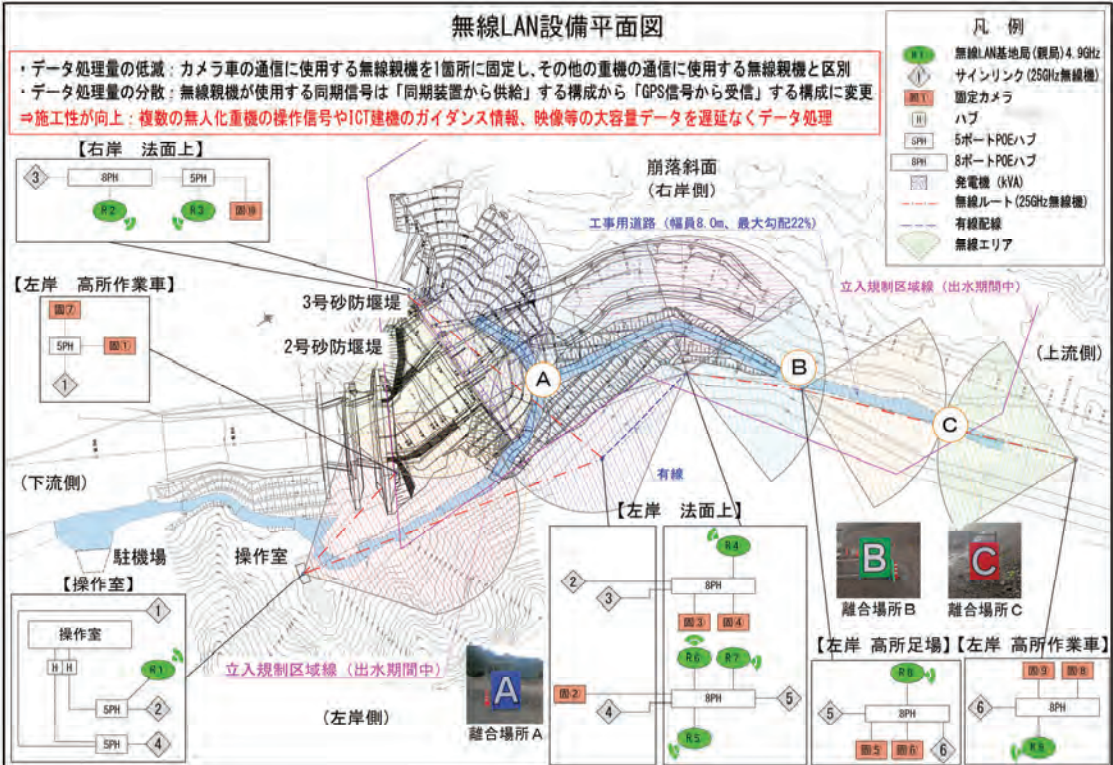 無線LAN設備平面図
・データ処理量の低減：カメラ車の通信に使用する無線親機を1箇所に固定し、その他の重機の通信に使用する無線親機と区別
・データ処理量の分散：無線親機が使用する同期信号は「同期装置から供給」する構成から「GPS信号から受信」する構成に変更
⇒施工性が向上：複数の無人化重機の操作信号やICT建機のガイダンス情報、映像等の大容量データを遅延なくデータ処理
凡 例
R1 無線LAN基地局(親局)4.9GHz
サインリンク(25GHz無線機)
固① 固定カメラ
H ハブ
5PH 5ポートPOEハブ
8PH 8ポートPOEハブ
発電機 (kVA)
無線ルート(25GHz無線機)
有線配線
無線エリア
【右岸 法面上】
3
8PH
5PH
R2
R3
固⑩
崩落斜面
(右岸側)
工事用道路 (幅員8.0m、最大勾配22%)
立入規制区域線 (出水期間中)
(上流側)
【左岸 高所作業車】
固⑦
5PH
固①
1
3号砂防堰堤
2号砂防堰堤
A
B
C
(下流側)
駐機場
操作室
有線
【操作室】
操作室
H H
1
R1
5PH
2
5PH
4
立入規制区域線 (出水期間中)
(左岸側)
A
離合場所A
【左岸 法面上】
2
3
R4
8PH
固③
固④
R6
R7
固②
4
8PH
5
R5
B
離合場所B
C
離合場所C
【左岸 高所足場】
R8
5
8PH
固⑤
固⑥
6
【左岸 高所作業車】
固⑨
固⑧
6
8PH
R9